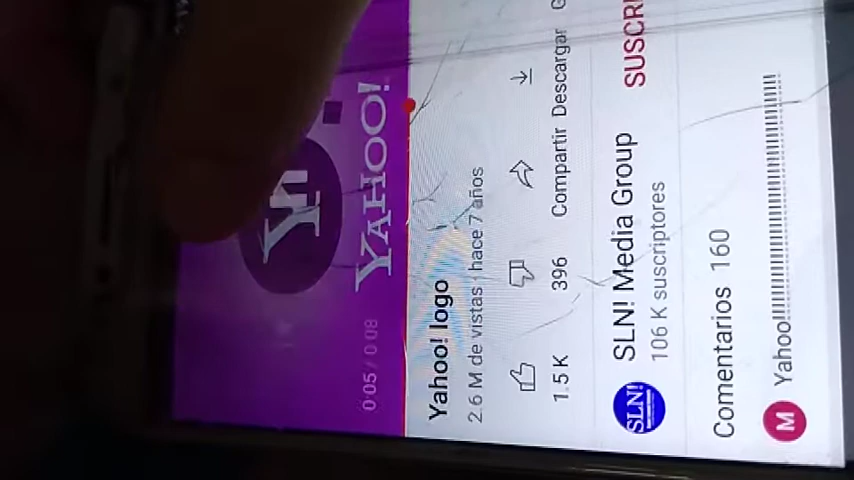 Yn
YAHOO!
0:05 / 0:08
Yahoo! logo
2.6 M de vistas hace 7 años
1.5 K 396 Compartir Descargar G
SLN! SLN! Media Group SUSCRI
106 K suscriptores
Comentarios 160
M